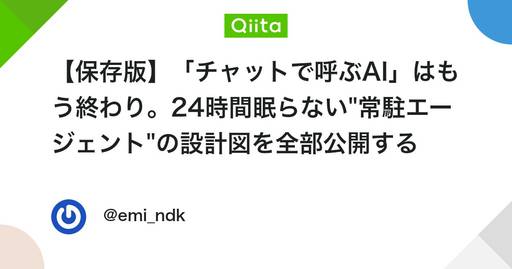 Qiita
【保存版】「チャットで呼ぶAI」はも
う終わり。24時間眠らない"常駐エー
ジェント"の設計図を全部公開する
@emi_ndk